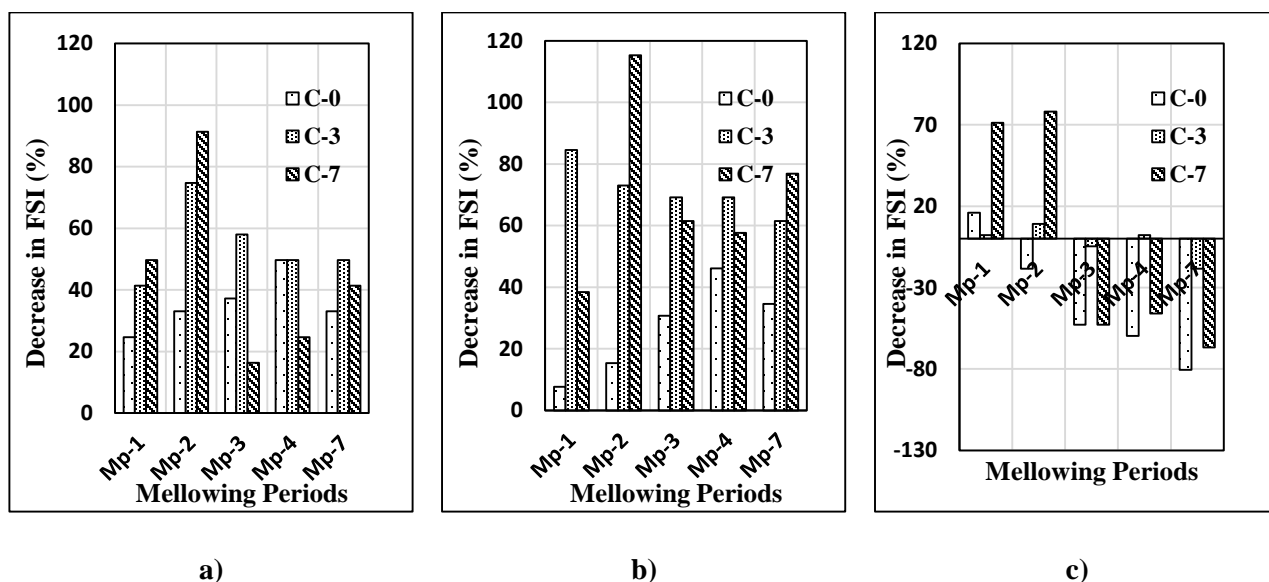 120
100
80
60
40
20
0
Decrease in FSI (%)
C-0
C-3
C-7
Mp-1
Mp-2
Mp-3
Mp-4
Mp-7
Mellowing Periods
a)
120
100
80
60
40
20
0
Decrease in FSI (%)
C-0
C-3
C-7
Mp-1
Mp-2
Mp-3
Mp-4
Mp-7
Mellowing Periods
b)
120
70
20
-30
-80
-130
Decrease in FSI (%)
C-0
C-3
C-7
Mp-1
Mp-2
Mp-3
Mp-4
Mp-7
Mellowing Periods
c)